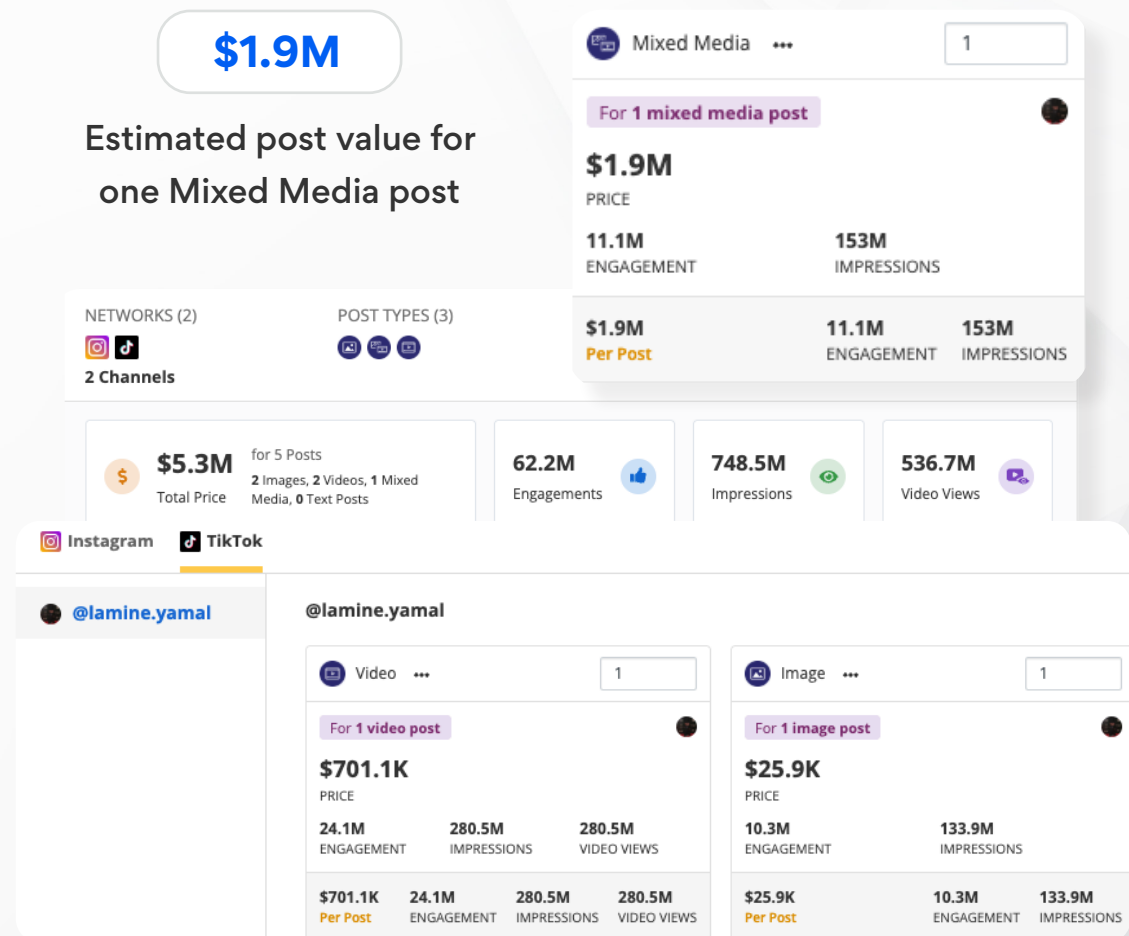 $1.9M
Estimated post value for
one Mixed Media post
Mixed Media •••
1
For 1 mixed media post
$1.9M
PRICE
11.1M 153M
ENGAGEMENT IMPRESSIONS
$1.9M 11.1M 153M
Per Post ENGAGEMENT IMPRESSIONS
NETWORKS (2) POST TYPES (3)
2 Channels
$5.3M
Total Price
for 5 Posts
2 Images, 2 Videos, 1 Mixed
Media, 0 Text Posts
62.2M
Engagements
748.5M
Impressions
536.7M
Video Views
Instagram TikTok
@lamine.yamal
@lamine.yamal
Video •••
1
For 1 video post
$701.1K
PRICE
24.1M 280.5M 280.5M
ENGAGEMENT IMPRESSIONS VIDEO VIEWS
$701.1K 24.1M 280.5M 280.5M
Per Post ENGAGEMENT IMPRESSIONS VIDEO VIEWS
Image •••
1
For 1 image post
$25.9K
PRICE
10.3M 133.9M
ENGAGEMENT IMPRESSIONS
$25.9K 10.3M 133.9M
Per Post ENGAGEMENT IMPRESSIONS